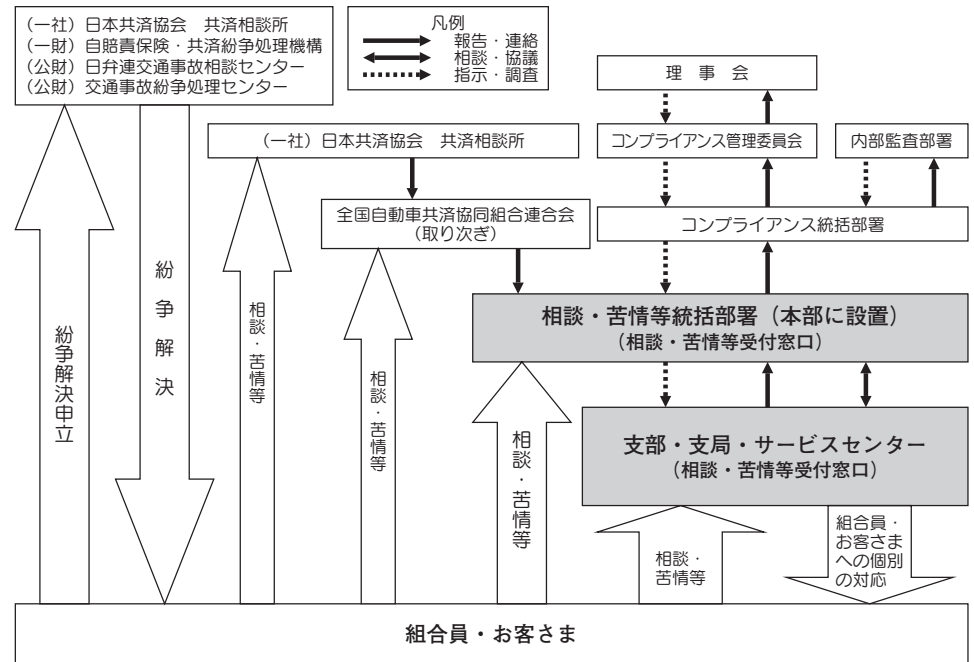 (一社)日本共済協会 共済相談所
(一財)自賠責保険・共済紛争処理機構
(公財)日弁連交通事故相談センター
(公財)交通事故紛争処理センター
凡例
報告・連絡
相談・協議
指示・調査
理 事 会
(一社)日本共済協会 共済相談所
コンプライアンス管理委員会
内部監査部署
全国自動車共済協同組合連合会
(取り次ぎ)
コンプライアンス統括部署
紛争解決申立
紛争解決
相談・苦情等
相談・苦情等
相談・苦情等
相談・苦情等統括部署(本部に設置)
(相談・苦情等受付窓口)
支部・支局・サービスセンター
(相談・苦情等受付窓口)
相談・
苦情等
組合員・
お客さま
への個別
の対応
組合員・お客さま